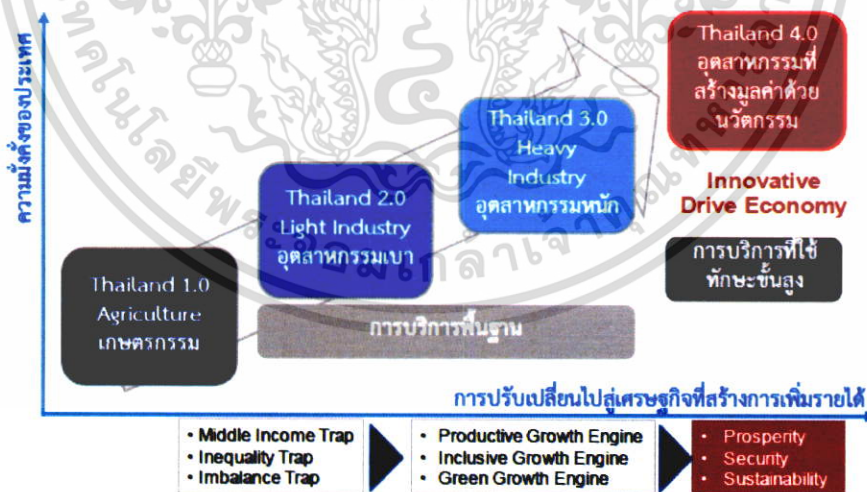 ความมั่งคั่งของประเทศ
Thailand 4.0
อุตสาหกรรมที่
สร้างมูลค่าด้วย
นวัตกรรม
Thailand 3.0
Heavy
Industry
อุตสาหกรรมหนัก
Thailand 2.0
Light Industry
อุตสาหกรรมเบา
Thailand 1.0
Agriculture
เกษตรกรรม
Innovative
Drive Economy
การบริการที่ใช้
ทักษะขั้นสูง
การบริการพื้นฐาน
การปรับเปลี่ยนไปสู่เศรษฐกิจที่สร้างการเพิ่มรายได้
• Middle Income Trap
• Inequality Trap
• Imbalance Trap
• Productive Growth Engine
• Inclusive Growth Engine
• Green Growth Engine
• Prosperity
• Security
• Sustainability